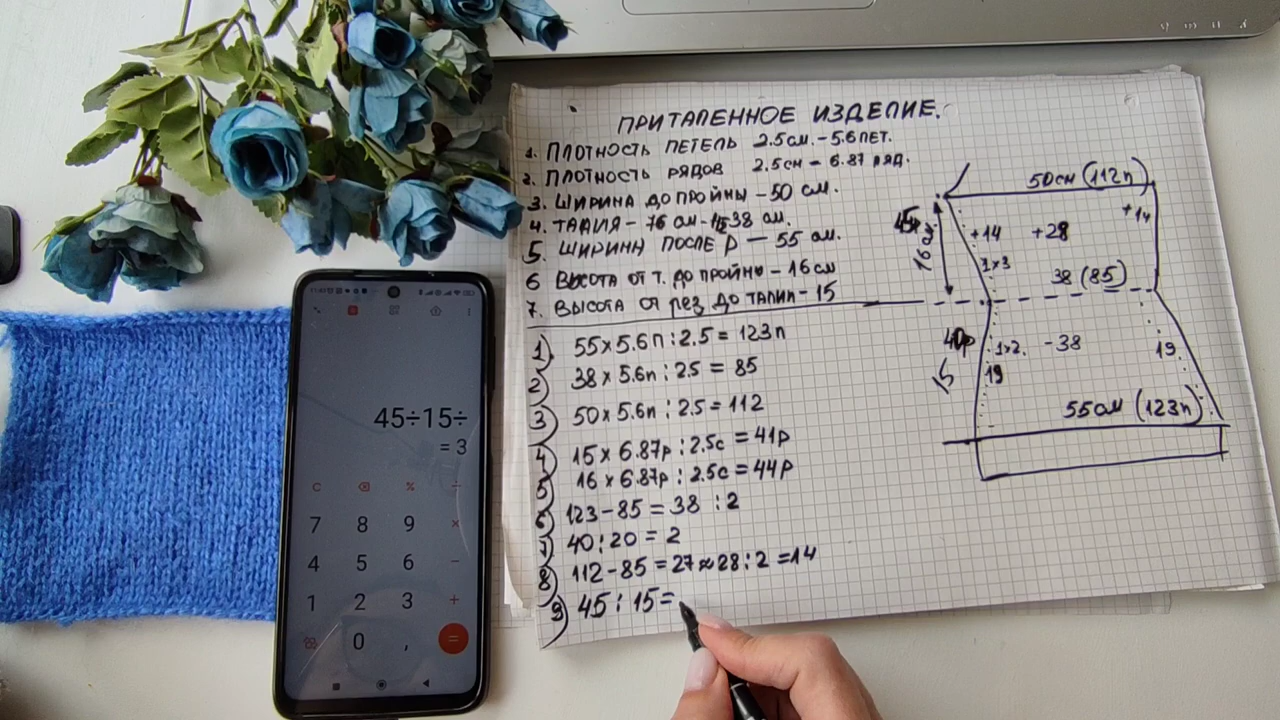 ПРИТАЛЕННОЕ ИЗДЕЛИЕ.
1. ПЛОТНОСТЬ ПЕТЕЛЬ 2.5см. - 5.6 ПЕТ.
2. ПЛОТНОСТЬ РЯДОВ 2.5см - 6.87 РЯД.
3. ШИРИНА ДО ПРОЙМЫ - 50 СМ.
4. ТАЛИЯ - 76 СМ - 38 СМ.
5. ШИРИНА ПОСЛЕ Р - 55 СМ.
6 ВЫСОТА ОТ Т. ДО ПРОЙМЫ - 16 СМ
7. ВЫСОТА ОТ РЕЗ. ДО ТАЛИИ - 15
1) 55 x 5.6п : 2.5 = 123п
2) 38 x 5.6п : 2.5 = 85
3) 50 x 5.6п : 2.5 = 112
4) 15 x 6.87р : 2.5с = 41р
5) 16 x 6.87р : 2.5с = 44р
6) 123 - 85 = 38 : 2
7) 40 : 20 = 2
8) 112 - 85 = 27 ≈ 28 : 2 = 14
9) 45 : 15 =
50см (112п)
+14
+14 +28
16 см.
3x3
38 (85)
40р
1x2. -38
19.
15
19
55см (123п)
45÷15÷
= 3
C % ÷
7 8 9 ×
4 5 6 −
1 2 3 +
0 , =